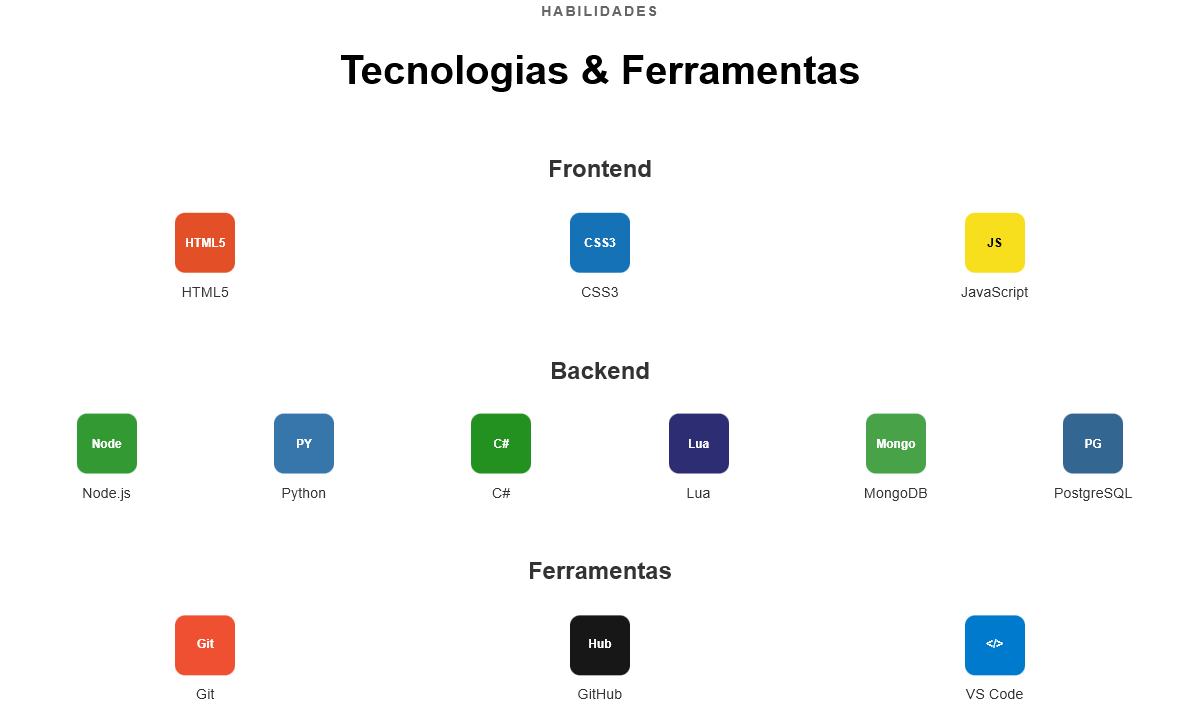 HABILIDADES
Tecnologias & Ferramentas
Frontend
HTML5 CSS3 JS
HTML5 CSS3 JavaScript
Backend
Node PY C# Lua Mongo PG
Node.js Python C# Lua MongoDB PostgreSQL
Ferramentas
Git Hub </>
Git GitHub VS Code